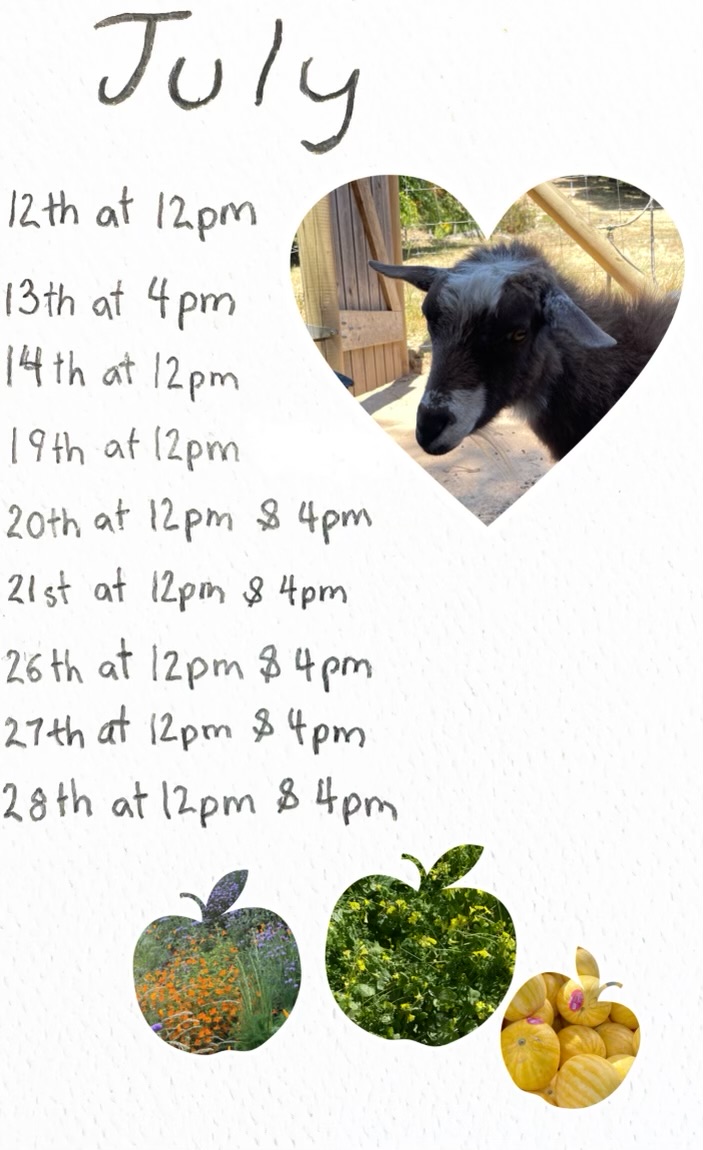 July
12th at 12pm
13th at 4pm
14th at 12pm
19th at 12pm
20th at 12pm & 4pm
21st at 12pm & 4pm
26th at 12pm & 4pm
27th at 12pm & 4pm
28th at 12pm & 4pm